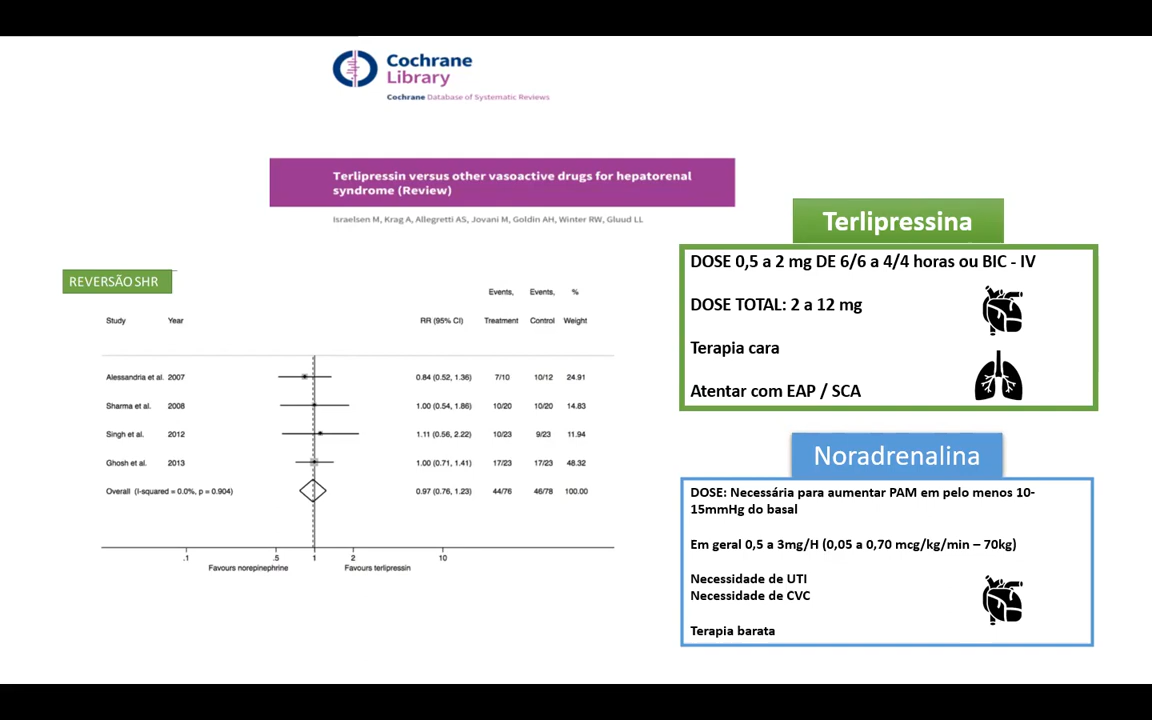 Cochrane
Library
Cochrane Database of Systematic Reviews
Terlipressin versus other vasoactive drugs for hepatorenal
syndrome (Review)
Israelsen M, Krag A, Allegretti AS, Jovani M, Goldin AH, Winter RW, Gluud LL
REVERSÃO SHR
Events, Events, %
Study Year RR (95% CI) Treatment Control Weight
Alessandria et al. 2007 0.84 (0.52, 1.36) 7/10 10/12 24.91
Sharma et al. 2008 1.00 (0.54, 1.86) 10/20 10/20 14.83
Singh et al. 2012 1.11 (0.56, 2.22) 10/23 9/23 11.94
Ghosh et al. 2013 1.00 (0.71, 1.41) 17/23 17/23 48.32
Overall (I-squared = 0.0%, p = 0.904) 0.97 (0.76, 1.23) 44/76 46/78 100.00
.1 .5 1 2 10
Favours norepinephrine Favours terlipressin
Terlipressina
DOSE 0,5 a 2 mg DE 6/6 a 4/4 horas ou BIC - IV
DOSE TOTAL: 2 a 12 mg
Terapia cara
Atentar com EAP / SCA
Noradrenalina
DOSE: Necessária para aumentar PAM em pelo menos 10-
15mmHg do basal
Em geral 0,5 a 3mg/H (0,05 a 0,70 mcg/kg/min – 70kg)
Necessidade de UTI
Necessidade de CVC
Terapia barata